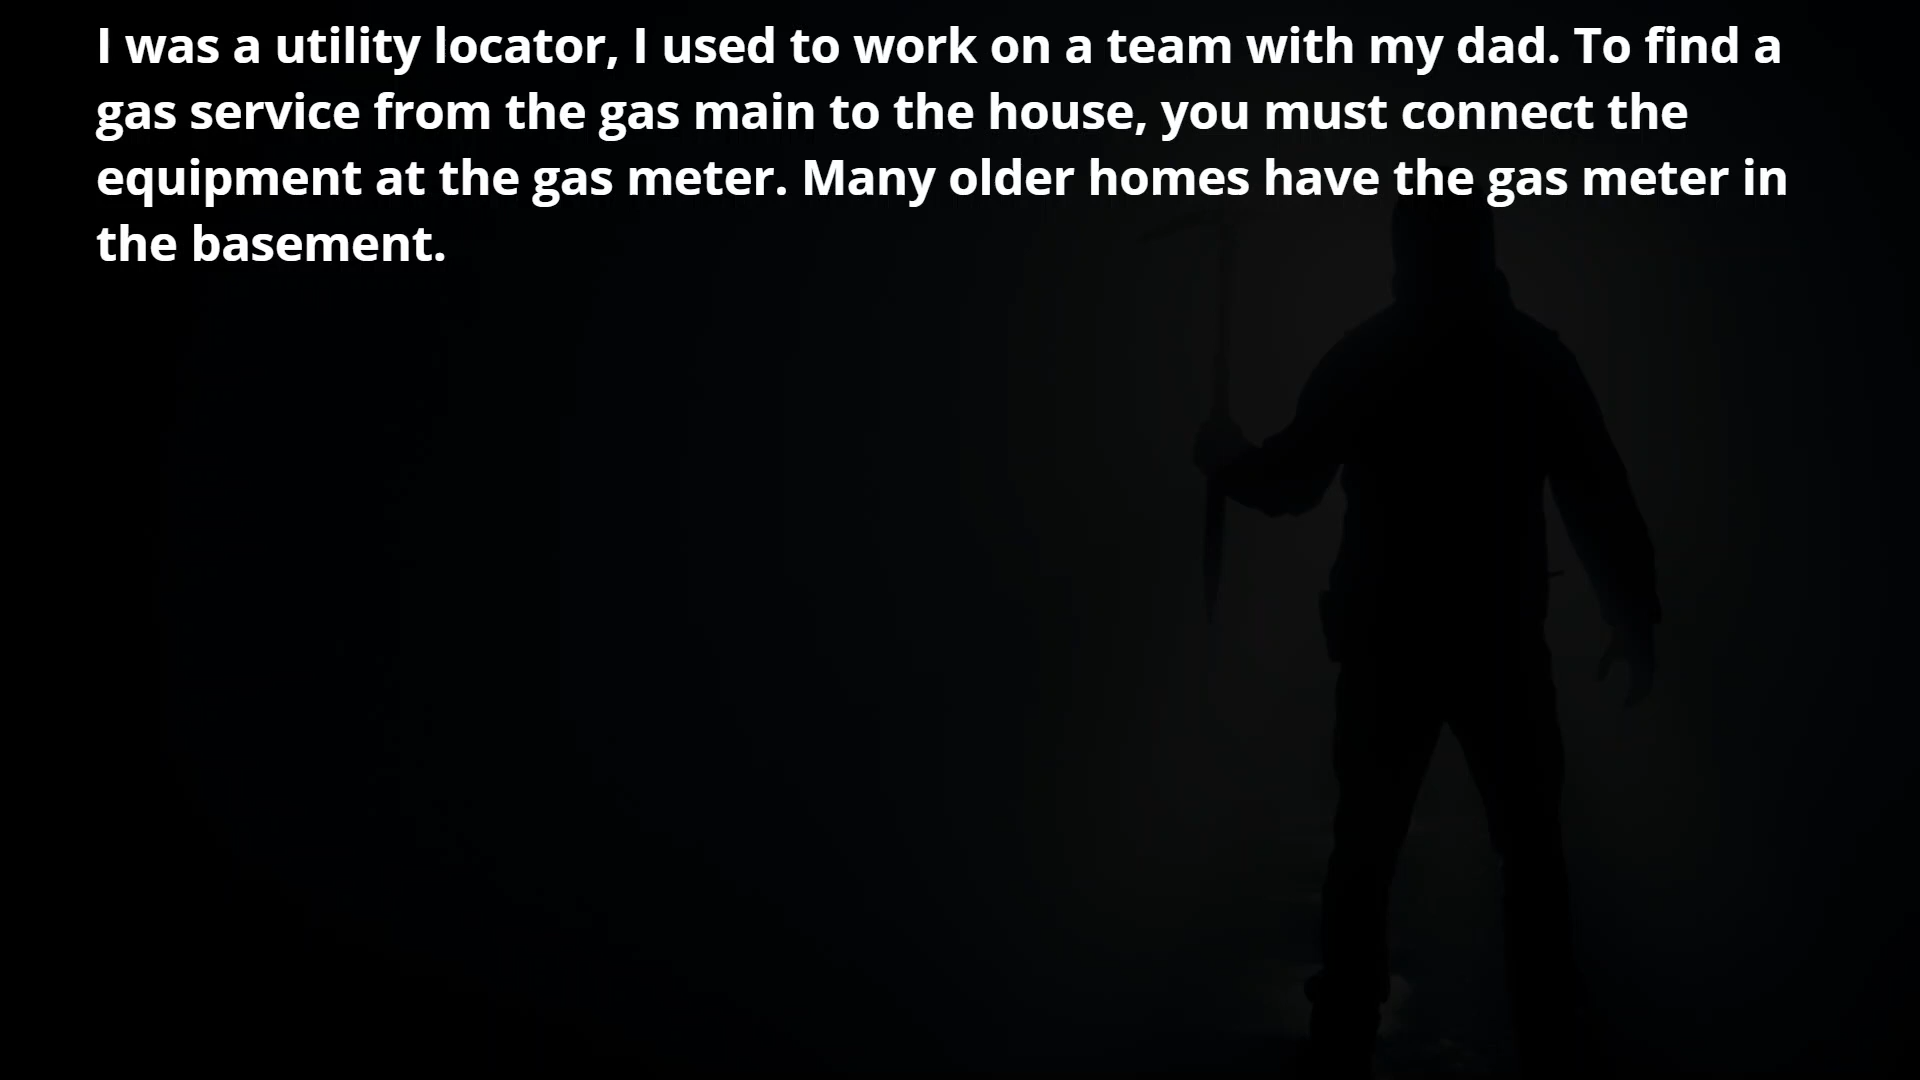 I was a utility locator, I used to work on a team with my dad. To find a
gas service from the gas main to the house, you must connect the
equipment at the gas meter. Many older homes have the gas meter in
the basement.